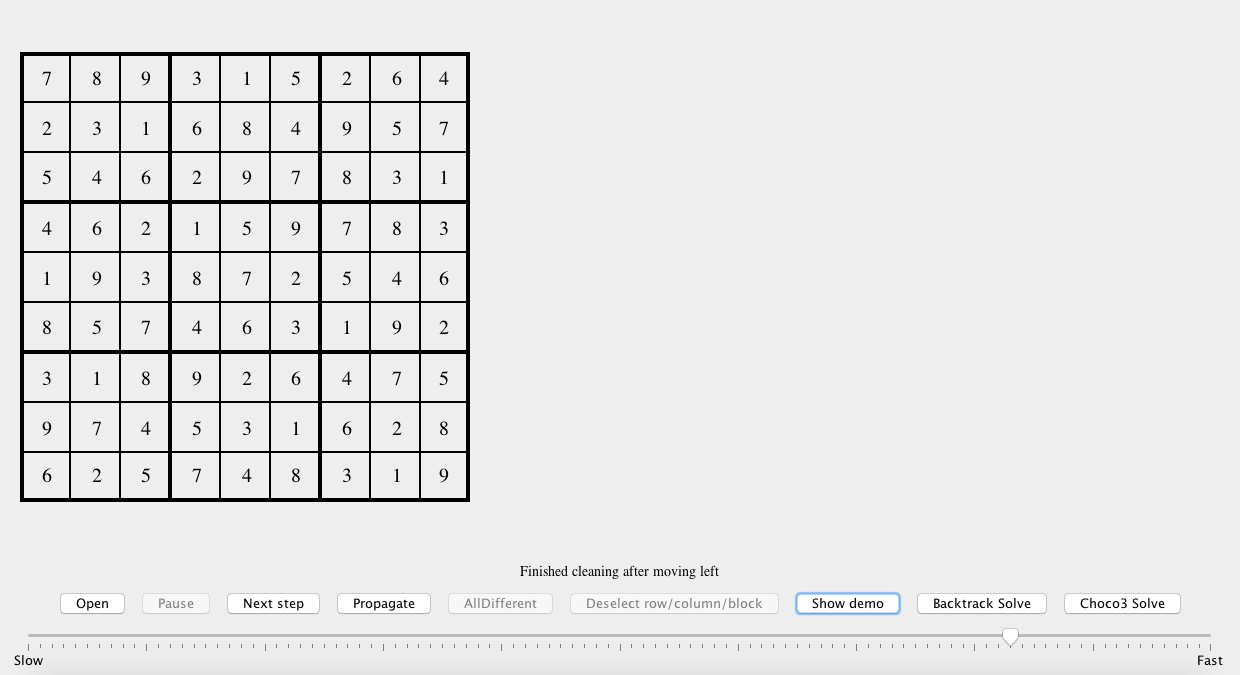 7 8 9 3 1 5 2 6 4
2 3 1 6 8 4 9 5 7
5 4 6 2 9 7 8 3 1
4 6 2 1 5 9 7 8 3
1 9 3 8 7 2 5 4 6
8 5 7 4 6 3 1 9 2
3 1 8 9 2 6 4 7 5
9 7 4 5 3 1 6 2 8
6 2 5 7 4 8 3 1 9
Finished cleaning after moving left
Open Pause Next step Propagate AllDifferent Deselect row/column/block Show demo Backtrack Solve Choco3 Solve
Slow Fast